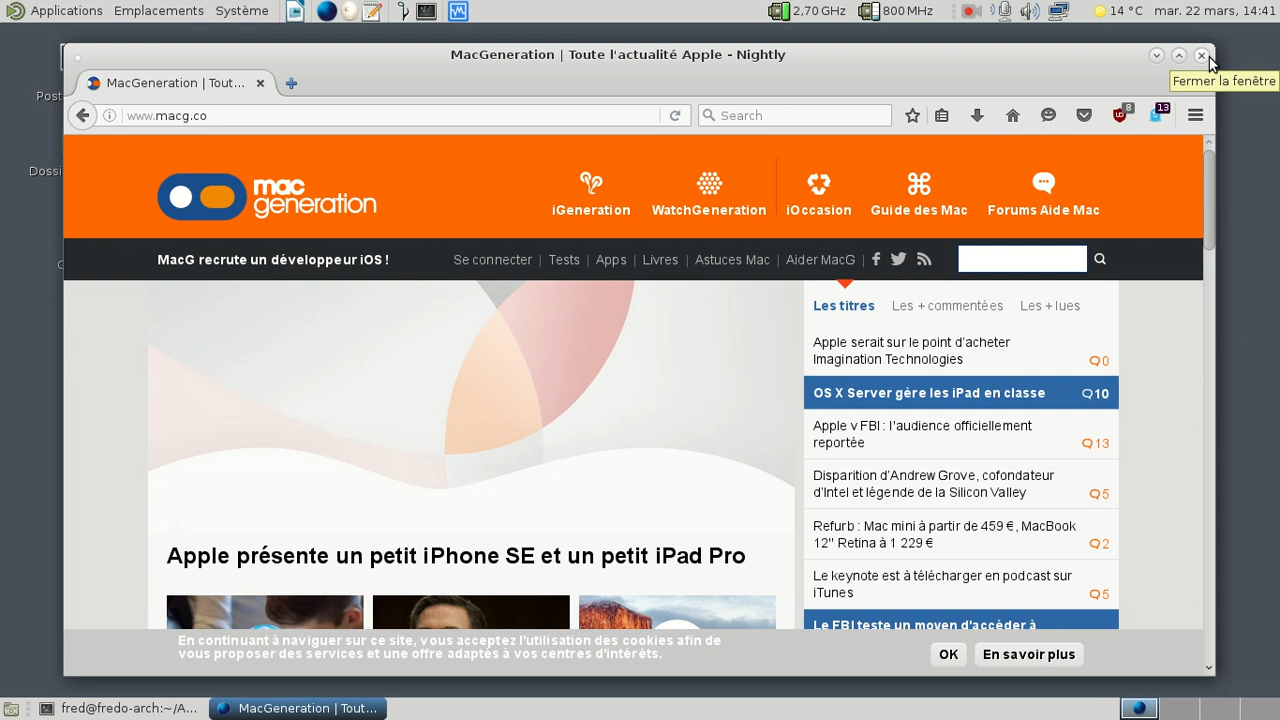 Applications Emplacements Système 2,70 GHz 800 MHz 14 °C mar. 22 mars, 14:41
MacGeneration | Toute l'actualité Apple - Nightly
Fermer la fenêtre
MacGeneration | Tout...
www.macg.co
Search
8
13
Post
Dossi
mac
generation
iGeneration WatchGeneration iOccasion Guide des Mac Forums Aide Mac
MacG recrute un développeur iOS !
Se connecter | Tests | Apps | Livres | Astuces Mac | Aider MacG |
Les titres Les + commentées Les + lues
Apple serait sur le point d'acheter
Imagination Technologies 0
OS X Server gère les iPad en classe 10
Apple v FBI : l'audience officiellement
reportée 13
Disparition d'Andrew Grove, cofondateur
d'Intel et légende de la Silicon Valley 5
Refurb : Mac mini à partir de 459 €, MacBook
12" Retina à 1 229 € 2
Le keynote est à télécharger en podcast sur
iTunes 5
Le FBI teste un moyen d'accéder à
Apple présente un petit iPhone SE et un petit iPad Pro
En continuant à naviguer sur ce site, vous acceptez l'utilisation des cookies afin de
vous proposer des services et une offre adaptés à vos centres d'intérêts.
OK En savoir plus
fred@fredo-arch:~/A... MacGeneration | Tout...